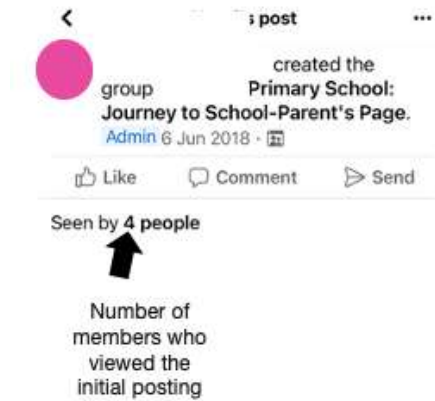 s post
created the
group Primary School:
Journey to School-Parent's Page.
Admin 6 Jun 2018 ·
Like Comment Send
Seen by 4 people
Number of
members who
viewed the
initial posting